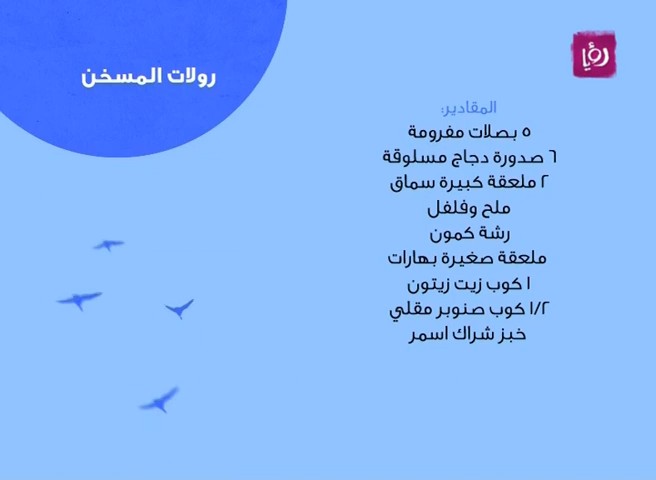 رؤيا
رولات المسخن
المقادير:
٥ بصلات مفرومة
٦ صدورة دجاج مسلوقة
٢ ملعقة كبيرة سماق
ملح وفلفل
رشة كمون
ملعقة صغيرة بهارات
١ كوب زيت زيتون
١/٢ كوب صنوبر مقلي
خبز شراك اسمر